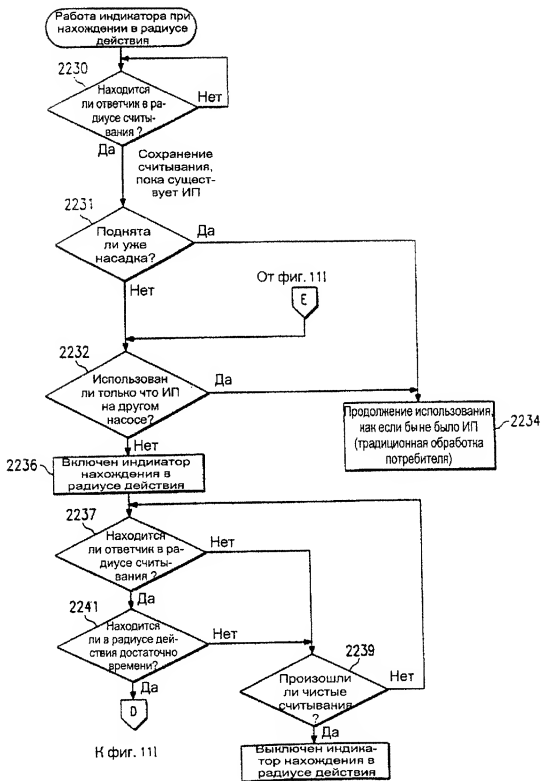 Работа индикатора при
нахождении в радиусе
действия
2230
Находится
ли ответчик в ра-
диусе считы-
вания ?
Нет
Да
Сохранение
считывания,
пока сущест-
вует ИП
2231
Поднята
ли уже
насадка?
Да
Нет
От фиг. 11I
E
2232
Использован
ли только что ИП
на другом
насосе?
Да
Нет
Продолжение использования,
как если бы не было ИП
(традиционная обработка
потребителя)
2234
2236
Включен индикатор
нахождения в
радиусе действия
2237
Находится
ли ответчик в ра-
диусе считы-
вания ?
Нет
Да
2241
Находится
ли в радиусе дей-
ствия достаточно
времени?
Нет
Да
D
К фиг. 11I
2239
Произошли
ли чистые
считывания
?
Нет
Да
Выключен индика-
тор нахождения в
радиусе действия